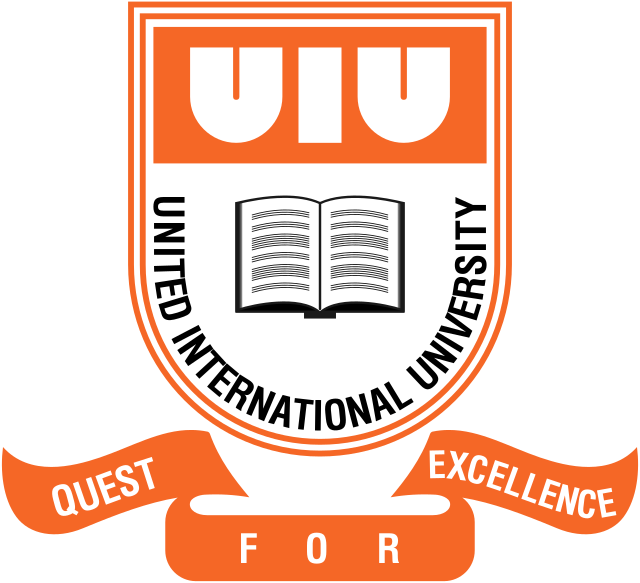 UIU
UNITED INTERNATIONAL UNIVERSITY
QUEST
FOR
EXCELLENCE